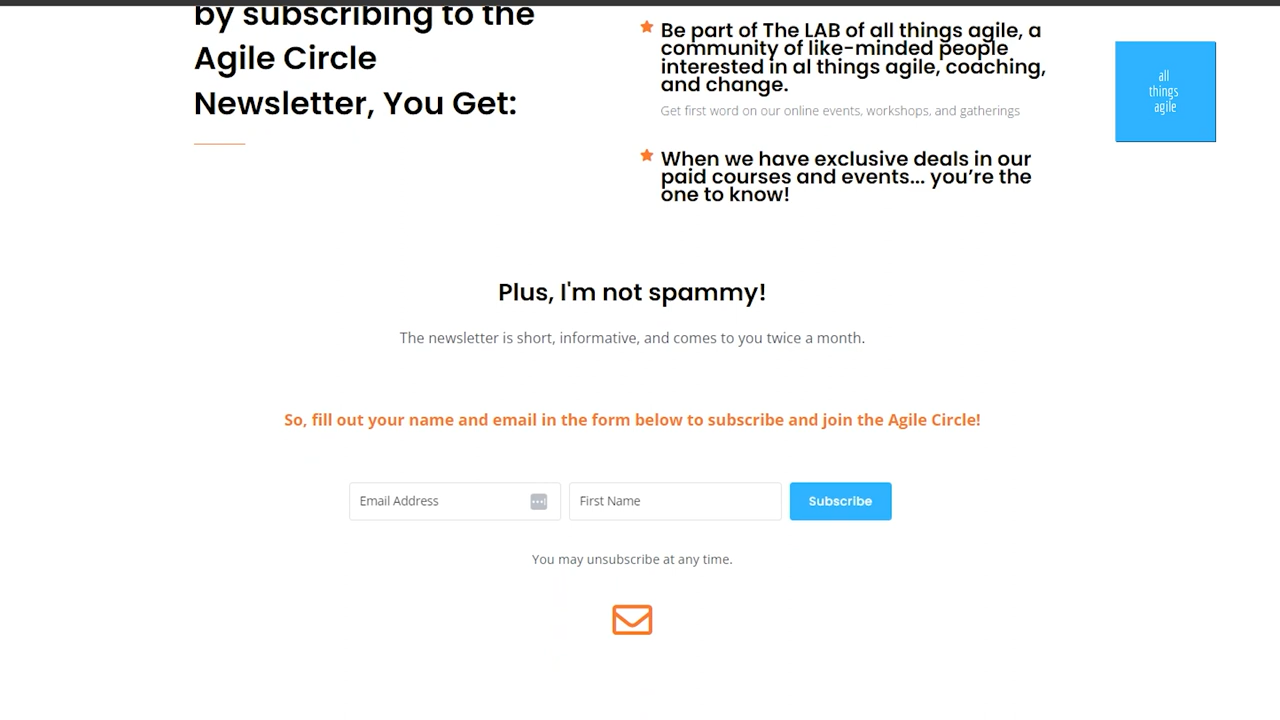 by subscribing to the
Agile Circle
Newsletter, You Get:
Be part of The LAB of all things agile, a
community of like-minded people
interested in al things agile, coaching,
and change.
Get first word on our online events, workshops, and gatherings
When we have exclusive deals in our
paid courses and events... you're the
one to know!
all
things
agile
Plus, I'm not spammy!
The newsletter is short, informative, and comes to you twice a month.
So, fill out your name and email in the form below to subscribe and join the Agile Circle!
Email Address
First Name
Subscribe
You may unsubscribe at any time.